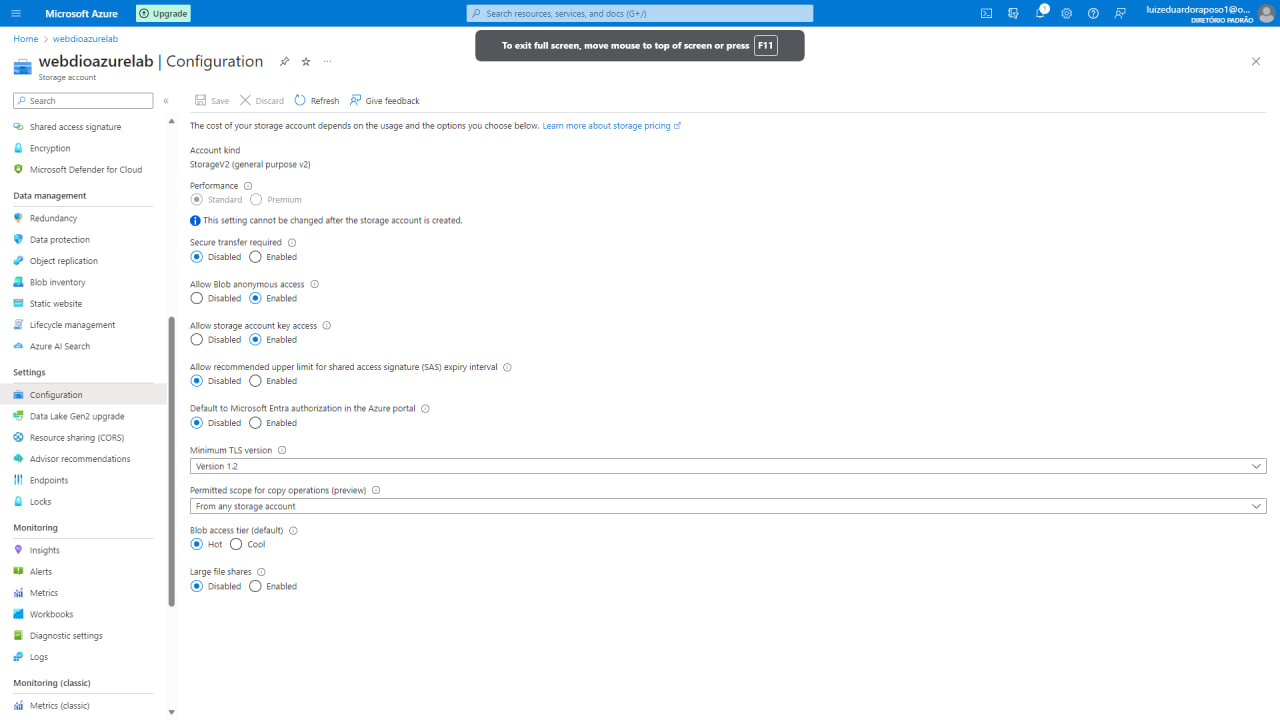 Microsoft Azure
Upgrade
Search resources, services, and docs (G+/)
1
luizeduardoraposo1@o...
DIRETÓRIO PADRÃO
Home > webdioazurelab
To exit full screen, move mouse to top of screen or press F11
webdioazurelab | Configuration
...
Storage account
Search
«
Shared access signature
Encryption
Microsoft Defender for Cloud
Data management
Redundancy
Data protection
Object replication
Blob inventory
Static website
Lifecycle management
Azure AI Search
Settings
Configuration
Data Lake Gen2 upgrade
Resource sharing (CORS)
Advisor recommendations
Endpoints
Locks
Monitoring
Insights
Alerts
Metrics
Workbooks
Diagnostic settings
Logs
Monitoring (classic)
Metrics (classic)
Save Discard Refresh Give feedback
The cost of your storage account depends on the usage and the options you choose below. Learn more about storage pricing
Account kind
StorageV2 (general purpose v2)
Performance
Standard Premium
This setting cannot be changed after the storage account is created.
Secure transfer required
Disabled Enabled
Allow Blob anonymous access
Disabled Enabled
Allow storage account key access
Disabled Enabled
Allow recommended upper limit for shared access signature (SAS) expiry interval
Disabled Enabled
Default to Microsoft Entra authorization in the Azure portal
Disabled Enabled
Minimum TLS version
Version 1.2
Permitted scope for copy operations (preview)
From any storage account
Blob access tier (default)
Hot Cool
Large file shares
Disabled Enabled